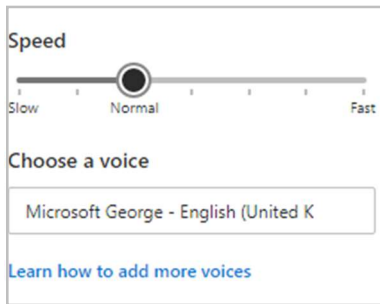 Speed
Slow Normal Fast
Choose a voice
Microsoft George - English (United K
Learn how to add more voices